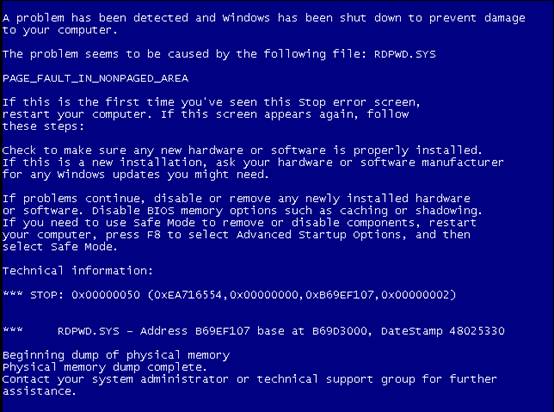 A problem has been detected and Windows has been shut down to prevent damage
to your computer.
The problem seems to be caused by the following file: RDPWD.SYS
PAGE_FAULT_IN_NONPAGED_AREA
If this is the first time you've seen this Stop error screen,
restart your computer. If this screen appears again, follow
these steps:
Check to make sure any new hardware or software is properly installed.
If this is a new installation, ask your hardware or software manufacturer
for any Windows updates you might need.
If problems continue, disable or remove any newly installed hardware
or software. Disable BIOS memory options such as caching or shadowing.
If you need to use Safe Mode to remove or disable components, restart
your computer, press F8 to select Advanced Startup Options, and then
select Safe Mode.
Technical information:
*** STOP: 0x00000050 (0xEA716554,0x00000000,0xB69EF107,0x00000002)
*** RDPWD.SYS - Address B69EF107 base at B69D3000, DateStamp 48025330
Beginning dump of physical memory
Physical memory dump complete.
Contact your system administrator or technical support group for further
assistance.